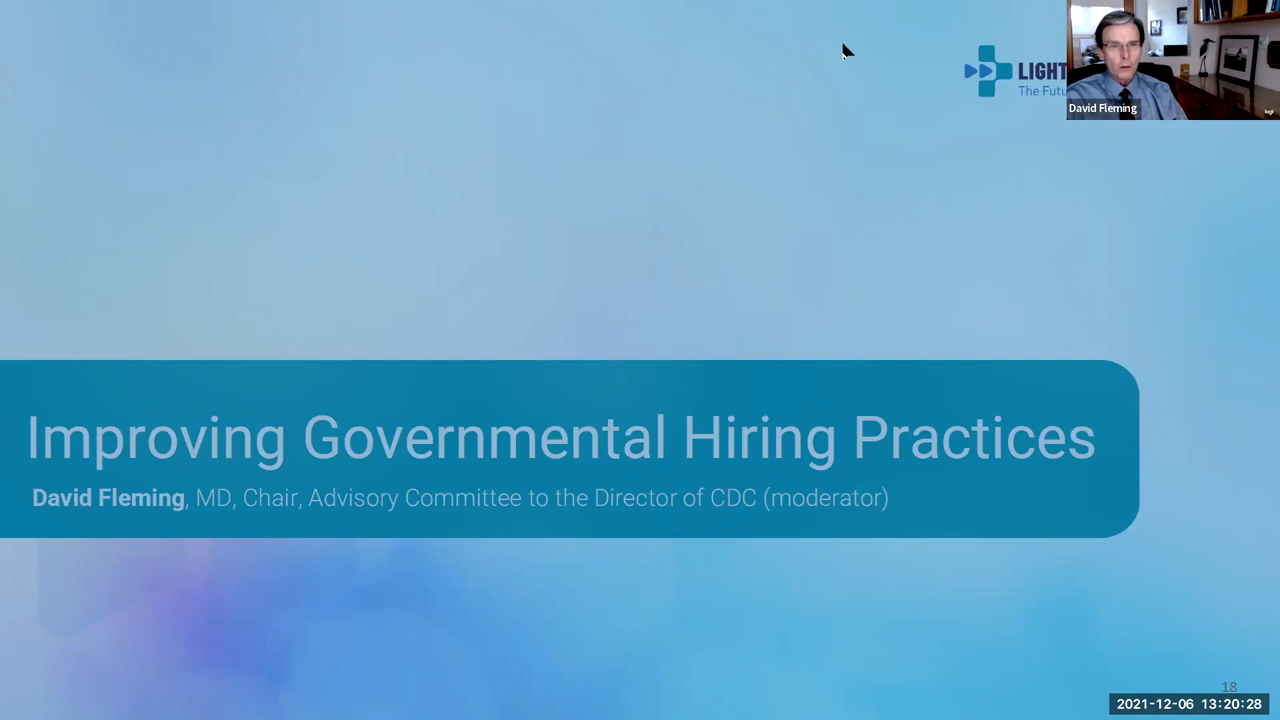 LIGHT
The Futu
David Fleming
Improving Governmental Hiring Practices
David Fleming, MD, Chair, Advisory Committee to the Director of CDC (moderator)
18
2021-12-06 13:20:28